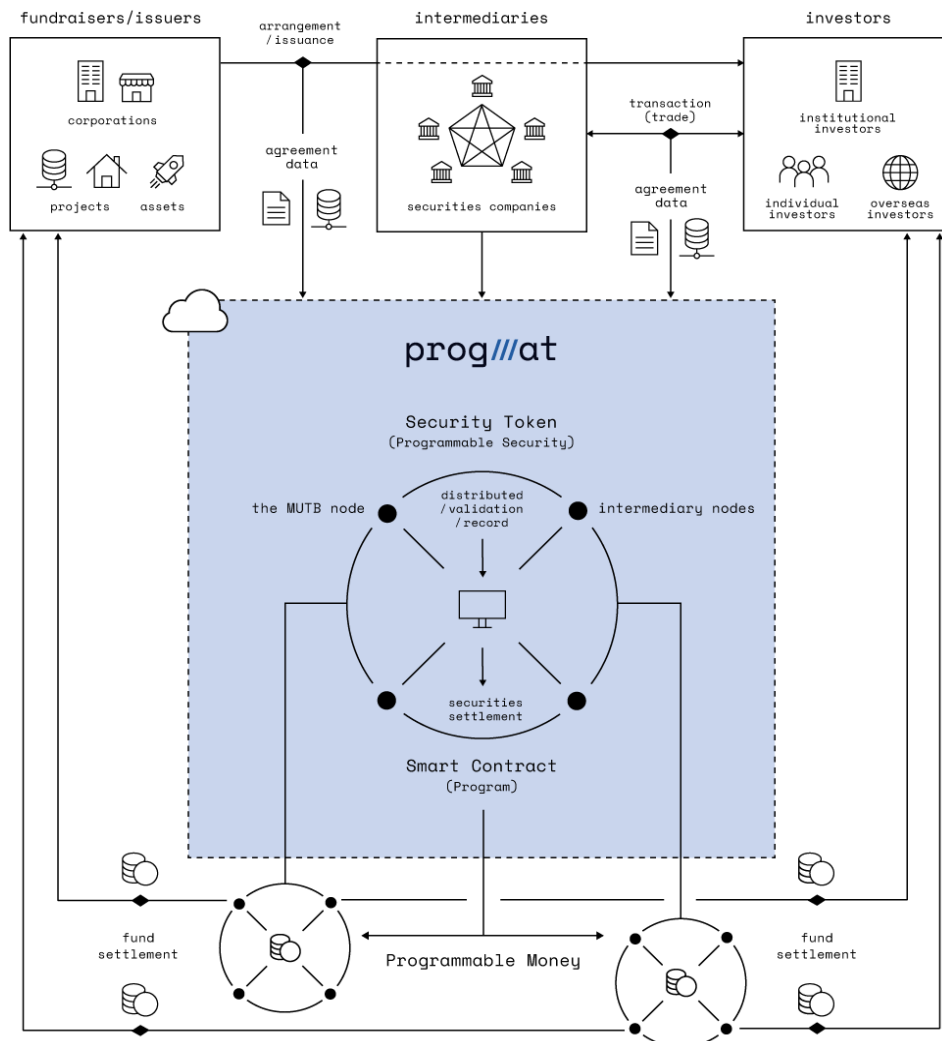 fundraisers/issuers
intermediaries
investors
arrangement
/issuance
corporations
projects
assets
agreement
data
securities companies
transaction
(trade)
agreement
data
institutional
investors
individual
investors
overseas
investors
prog///at
Security Token
(Programmable Security)
the MUTB node
distributed
/validation
/record
intermediary nodes
securities
settlement
Smart Contract
(Program)
fund
settlement
Programmable Money
fund
settlement